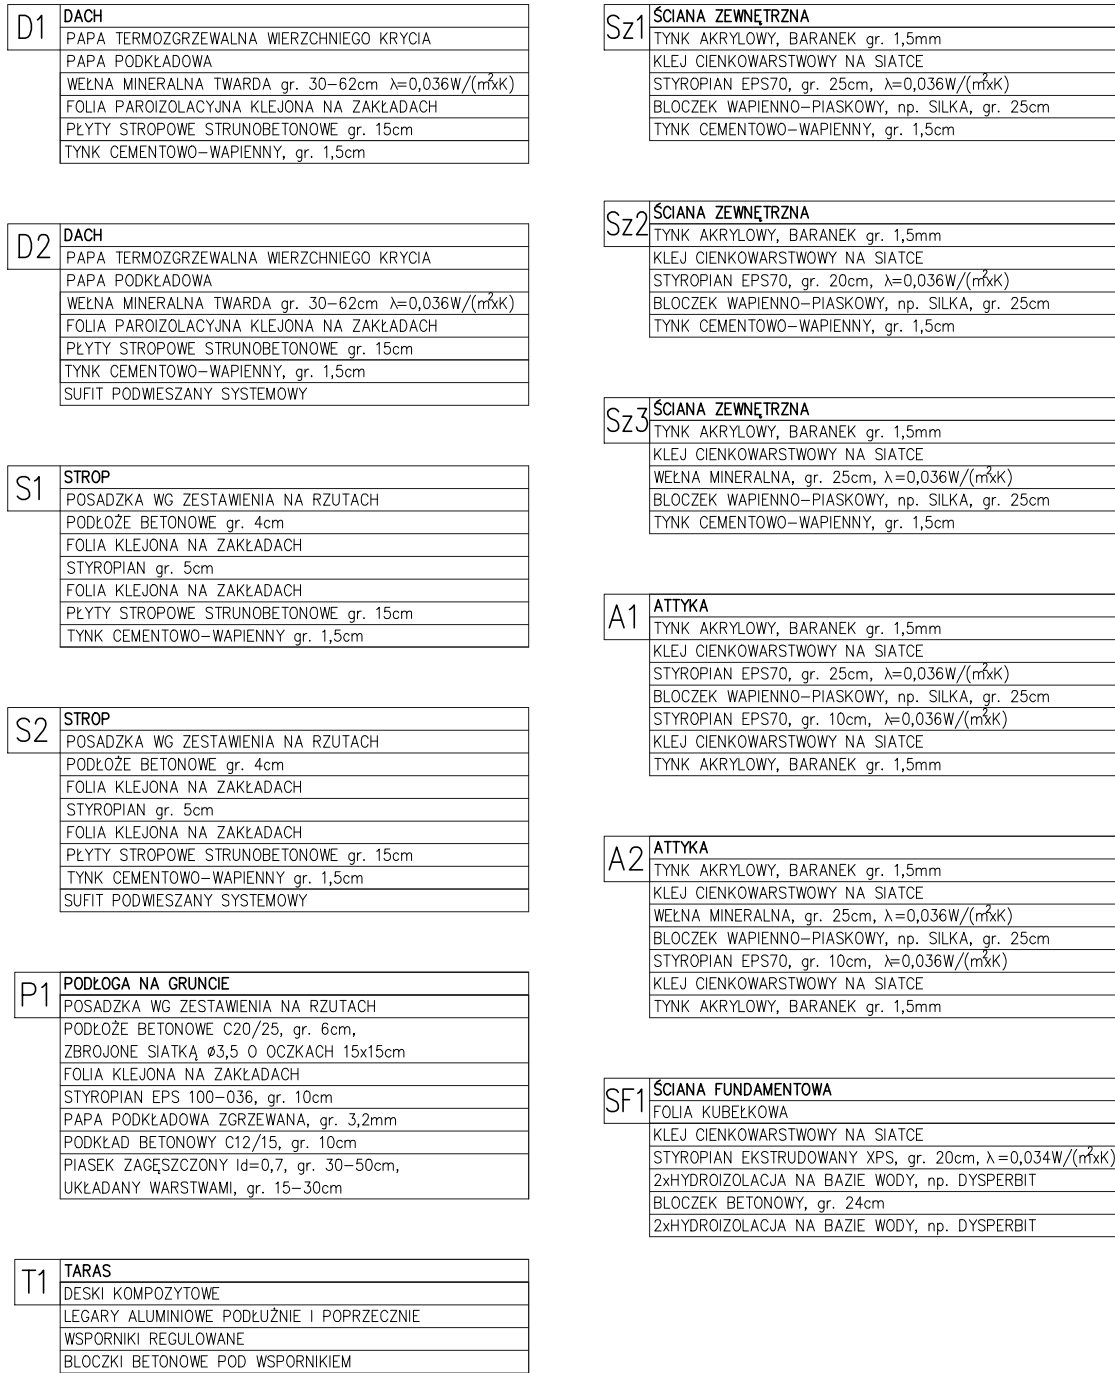 D1
DACH
PAPA TERMOZGRZEWALNA WIERZCHNIEGO KRYCIA
PAPA PODKŁADOWA
WEŁNA MINERALNA TWARDA gr. 30–62cm λ=0,036W/(m²xK)
FOLIA PAROIZOLACYJNA KLEJONA NA ZAKŁADACH
PŁYTY STROPOWE STRUNOBETONOWE gr. 15cm
TYNK CEMENTOWO–WAPIENNY, gr. 1,5cm
D2
DACH
PAPA TERMOZGRZEWALNA WIERZCHNIEGO KRYCIA
PAPA PODKŁADOWA
WEŁNA MINERALNA TWARDA gr. 30–62cm λ=0,036W/(m²xK)
FOLIA PAROIZOLACYJNA KLEJONA NA ZAKŁADACH
PŁYTY STROPOWE STRUNOBETONOWE gr. 15cm
TYNK CEMENTOWO–WAPIENNY, gr. 1,5cm
SUFIT PODWIESZANY SYSTEMOWY
S1
STROP
POSADZKA WG ZESTAWIENIA NA RZUTACH
PODŁOŻE BETONOWE gr. 4cm
FOLIA KLEJONA NA ZAKŁADACH
STYROPIAN gr. 5cm
FOLIA KLEJONA NA ZAKŁADACH
PŁYTY STROPOWE STRUNOBETONOWE gr. 15cm
TYNK CEMENTOWO–WAPIENNY gr. 1,5cm
S2
STROP
POSADZKA WG ZESTAWIENIA NA RZUTACH
PODŁOŻE BETONOWE gr. 4cm
FOLIA KLEJONA NA ZAKŁADACH
STYROPIAN gr. 5cm
FOLIA KLEJONA NA ZAKŁADACH
PŁYTY STROPOWE STRUNOBETONOWE gr. 15cm
TYNK CEMENTOWO–WAPIENNY gr. 1,5cm
SUFIT PODWIESZANY SYSTEMOWY
P1
PODŁOGA NA GRUNCIE
POSADZKA WG ZESTAWIENIA NA RZUTACH
PODŁOŻE BETONOWE C20/25, gr. 6cm,
ZBROJONE SIATKĄ ø3,5 O OCZKACH 15x15cm
FOLIA KLEJONA NA ZAKŁADACH
STYROPIAN EPS 100–036, gr. 10cm
PAPA PODKŁADOWA ZGRZEWANA, gr. 3,2mm
PODKŁAD BETONOWY C12/15, gr. 10cm
PIASEK ZAGĘSZCZONY Id=0,7, gr. 30–50cm,
UKŁADANY WARSTWAMI, gr. 15–30cm
T1
TARAS
DESKI KOMPOZYTOWE
LEGARY ALUMINIOWE PODŁUŻNIE I POPRZECZNIE
WSPORNIKI REGULOWANE
BLOCZKI BETONOWE POD WSPORNIKIEM
Sz1
ŚCIANA ZEWNĘTRZNA
TYNK AKRYLOWY, BARANEK gr. 1,5mm
KLEJ CIENKOWARSTWOWY NA SIATCE
STYROPIAN EPS70, gr. 25cm, λ=0,036W/(m²xK)
BLOCZEK WAPIENNO–PIASKOWY, np. SILKA, gr. 25cm
TYNK CEMENTOWO–WAPIENNY, gr. 1,5cm
Sz2
ŚCIANA ZEWNĘTRZNA
TYNK AKRYLOWY, BARANEK gr. 1,5mm
KLEJ CIENKOWARSTWOWY NA SIATCE
STYROPIAN EPS70, gr. 20cm, λ=0,036W/(m²xK)
BLOCZEK WAPIENNO–PIASKOWY, np. SILKA, gr. 25cm
TYNK CEMENTOWO–WAPIENNY, gr. 1,5cm
Sz3
ŚCIANA ZEWNĘTRZNA
TYNK AKRYLOWY, BARANEK gr. 1,5mm
KLEJ CIENKOWARSTWOWY NA SIATCE
WEŁNA MINERALNA, gr. 25cm, λ=0,036W/(m²xK)
BLOCZEK WAPIENNO–PIASKOWY, np. SILKA, gr. 25cm
TYNK CEMENTOWO–WAPIENNY, gr. 1,5cm
A1
ATTYKA
TYNK AKRYLOWY, BARANEK gr. 1,5mm
KLEJ CIENKOWARSTWOWY NA SIATCE
STYROPIAN EPS70, gr. 25cm, λ=0,036W/(m²xK)
BLOCZEK WAPIENNO–PIASKOWY, np. SILKA, gr. 25cm
STYROPIAN EPS70, gr. 10cm, λ=0,036W/(m²xK)
KLEJ CIENKOWARSTWOWY NA SIATCE
TYNK AKRYLOWY, BARANEK gr. 1,5mm
A2
ATTYKA
TYNK AKRYLOWY, BARANEK gr. 1,5mm
KLEJ CIENKOWARSTWOWY NA SIATCE
WEŁNA MINERALNA, gr. 25cm, λ=0,036W/(m²xK)
BLOCZEK WAPIENNO–PIASKOWY, np. SILKA, gr. 25cm
STYROPIAN EPS70, gr. 10cm, λ=0,036W/(m²xK)
KLEJ CIENKOWARSTWOWY NA SIATCE
TYNK AKRYLOWY, BARANEK gr. 1,5mm
SF1
ŚCIANA FUNDAMENTOWA
FOLIA KUBEŁKOWA
KLEJ CIENKOWARSTWOWY NA SIATCE
STYROPIAN EKSTRUDOWANY XPS, gr. 20cm, λ=0,034W/(m²xK)
2xHYDROIZOLACJA NA BAZIE WODY, np. DYSPERBIT
BLOCZEK BETONOWY, gr. 24cm
2xHYDROIZOLACJA NA BAZIE WODY, np. DYSPERBIT